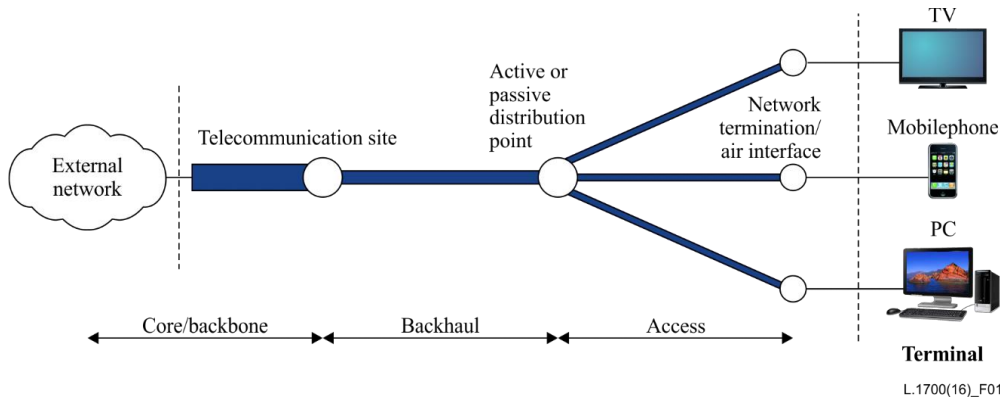 TV
Active or
passive
distribution
point
Network
termination/
air interface
Mobilephone
Telecommunication site
External
network
PC
Core/backbone
Backhaul
Access
Terminal
L.1700(16)_F01